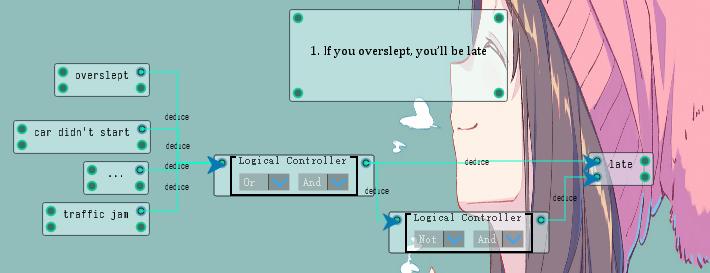 1. If you overslept, you'll be late
overslept
deduce
car didn't start
deduce
deduce
...
deduce
traffic jam
Logical Controller
Or And
deduce
late
deduce
deduce
Logical Controller
Not And